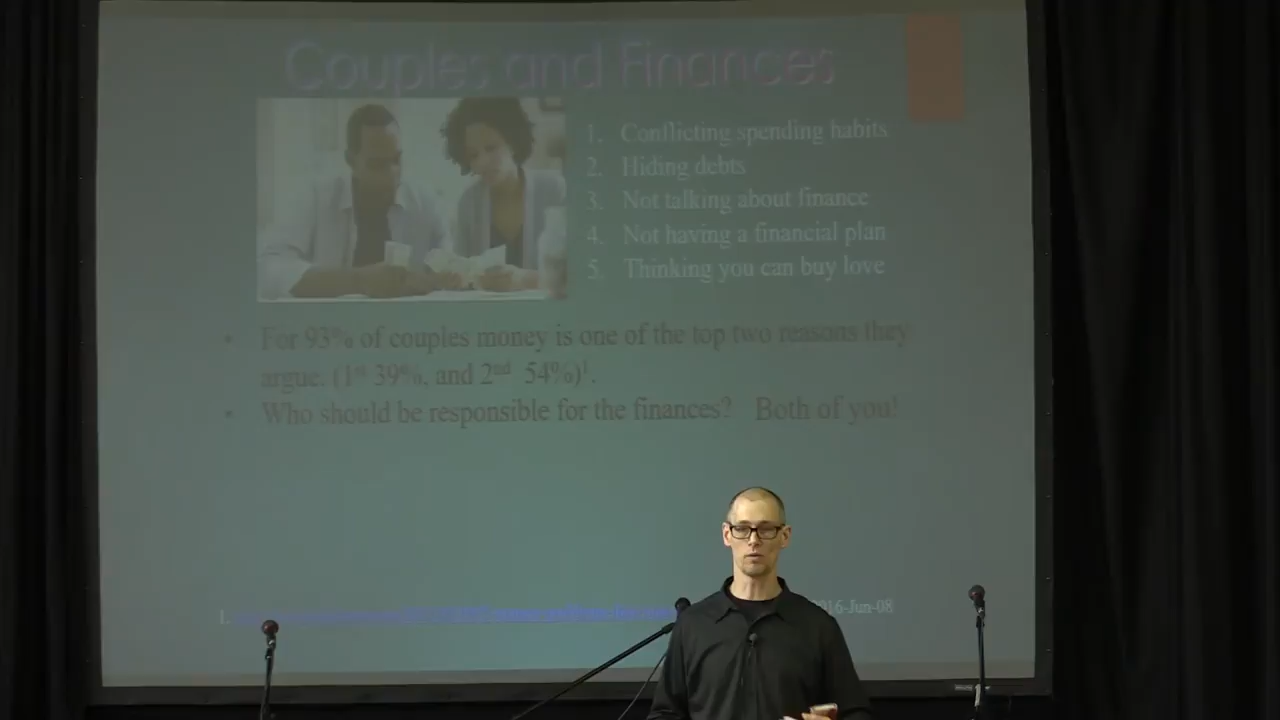 Couples and Finances
1. Conflicting spending habits
2. Hiding debts
3. Not talking about finance
4. Not having a financial plan
5. Thinking you can buy love
• For 93% of couples money is one of the top two reasons they
argue. (1st 39%, and 2nd 54%)1.
• Who should be responsible for the finances? Both of you!
1. 16-Jun-08